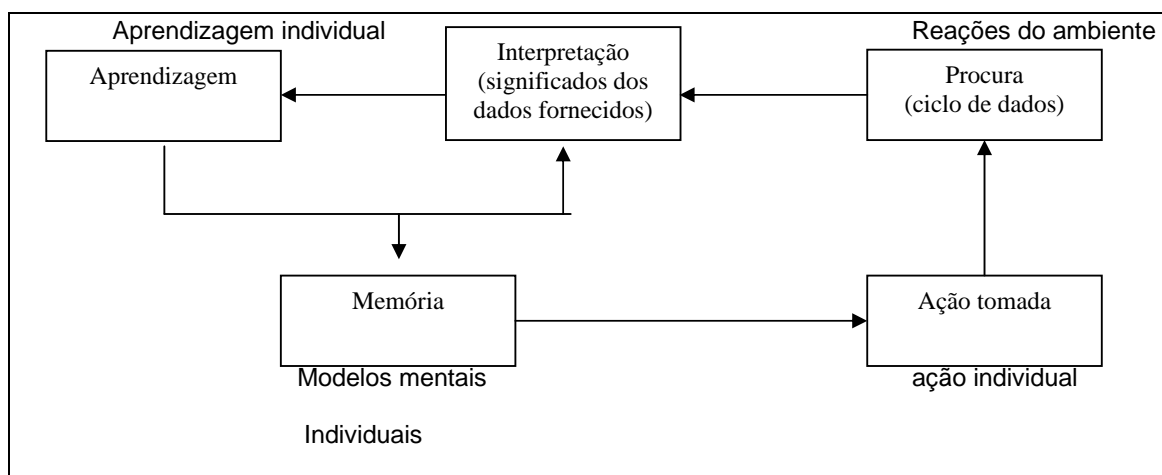 Aprendizagem individual
Reações do ambiente
Aprendizagem
Interpretação
(significados dos
dados fornecidos)
Procura
(ciclo de dados)
Memória
Ação tomada
Modelos mentais
ação individual
Individuais